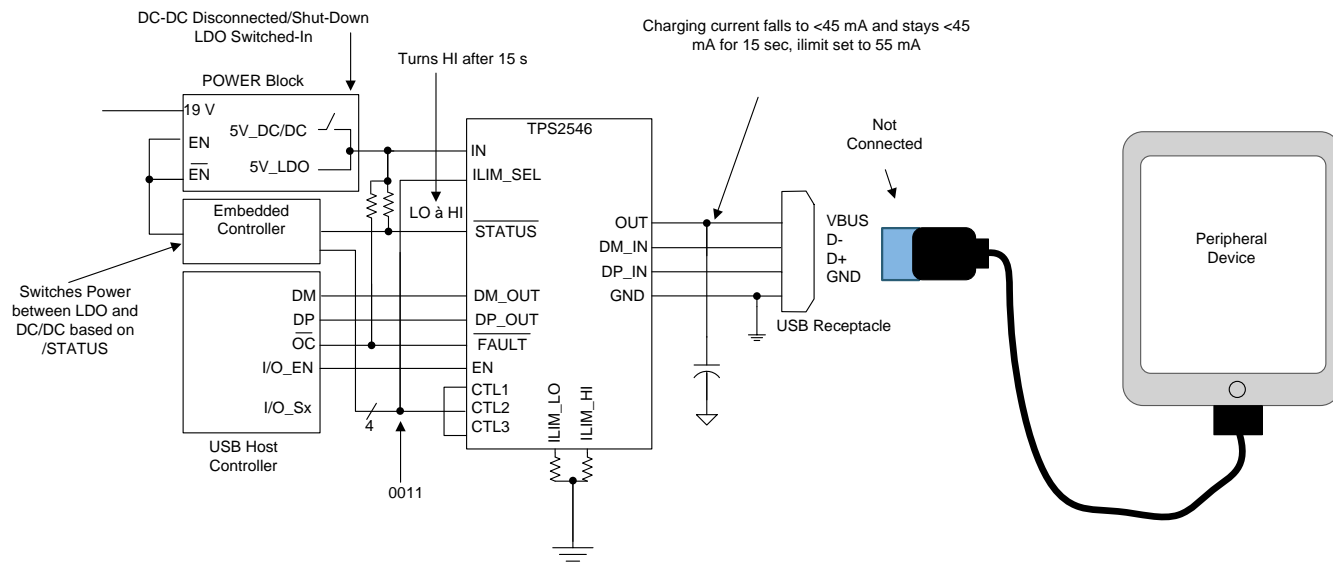 DC-DC Disconnected/Shut-Down
LDO Switched-In
Charging current falls to <45 mA and stays <45
mA for 15 sec, ilimit set to 55 mA
Turns HI after 15 s
POWER Block
19 V
EN
E̅N̅
5V_DC/DC
5V_LDO
LO à HI
Embedded
Controller
Switches Power
between LDO and
DC/DC based on
/STATUS
DM
DP
O̅C̅
I/O_EN
I/O_Sx
USB Host
Controller
4
0011
TPS2546
IN
ILIM_SEL
S̅T̅A̅T̅U̅S̅
DM_OUT
DP_OUT
F̅A̅U̅L̅T̅
EN
CTL1
CTL2
CTL3
ILIM_LO
ILIM_HI
OUT
DM_IN
DP_IN
GND
USB Receptacle
Not
Connected
VBUS
D-
D+
GND
Peripheral
Device